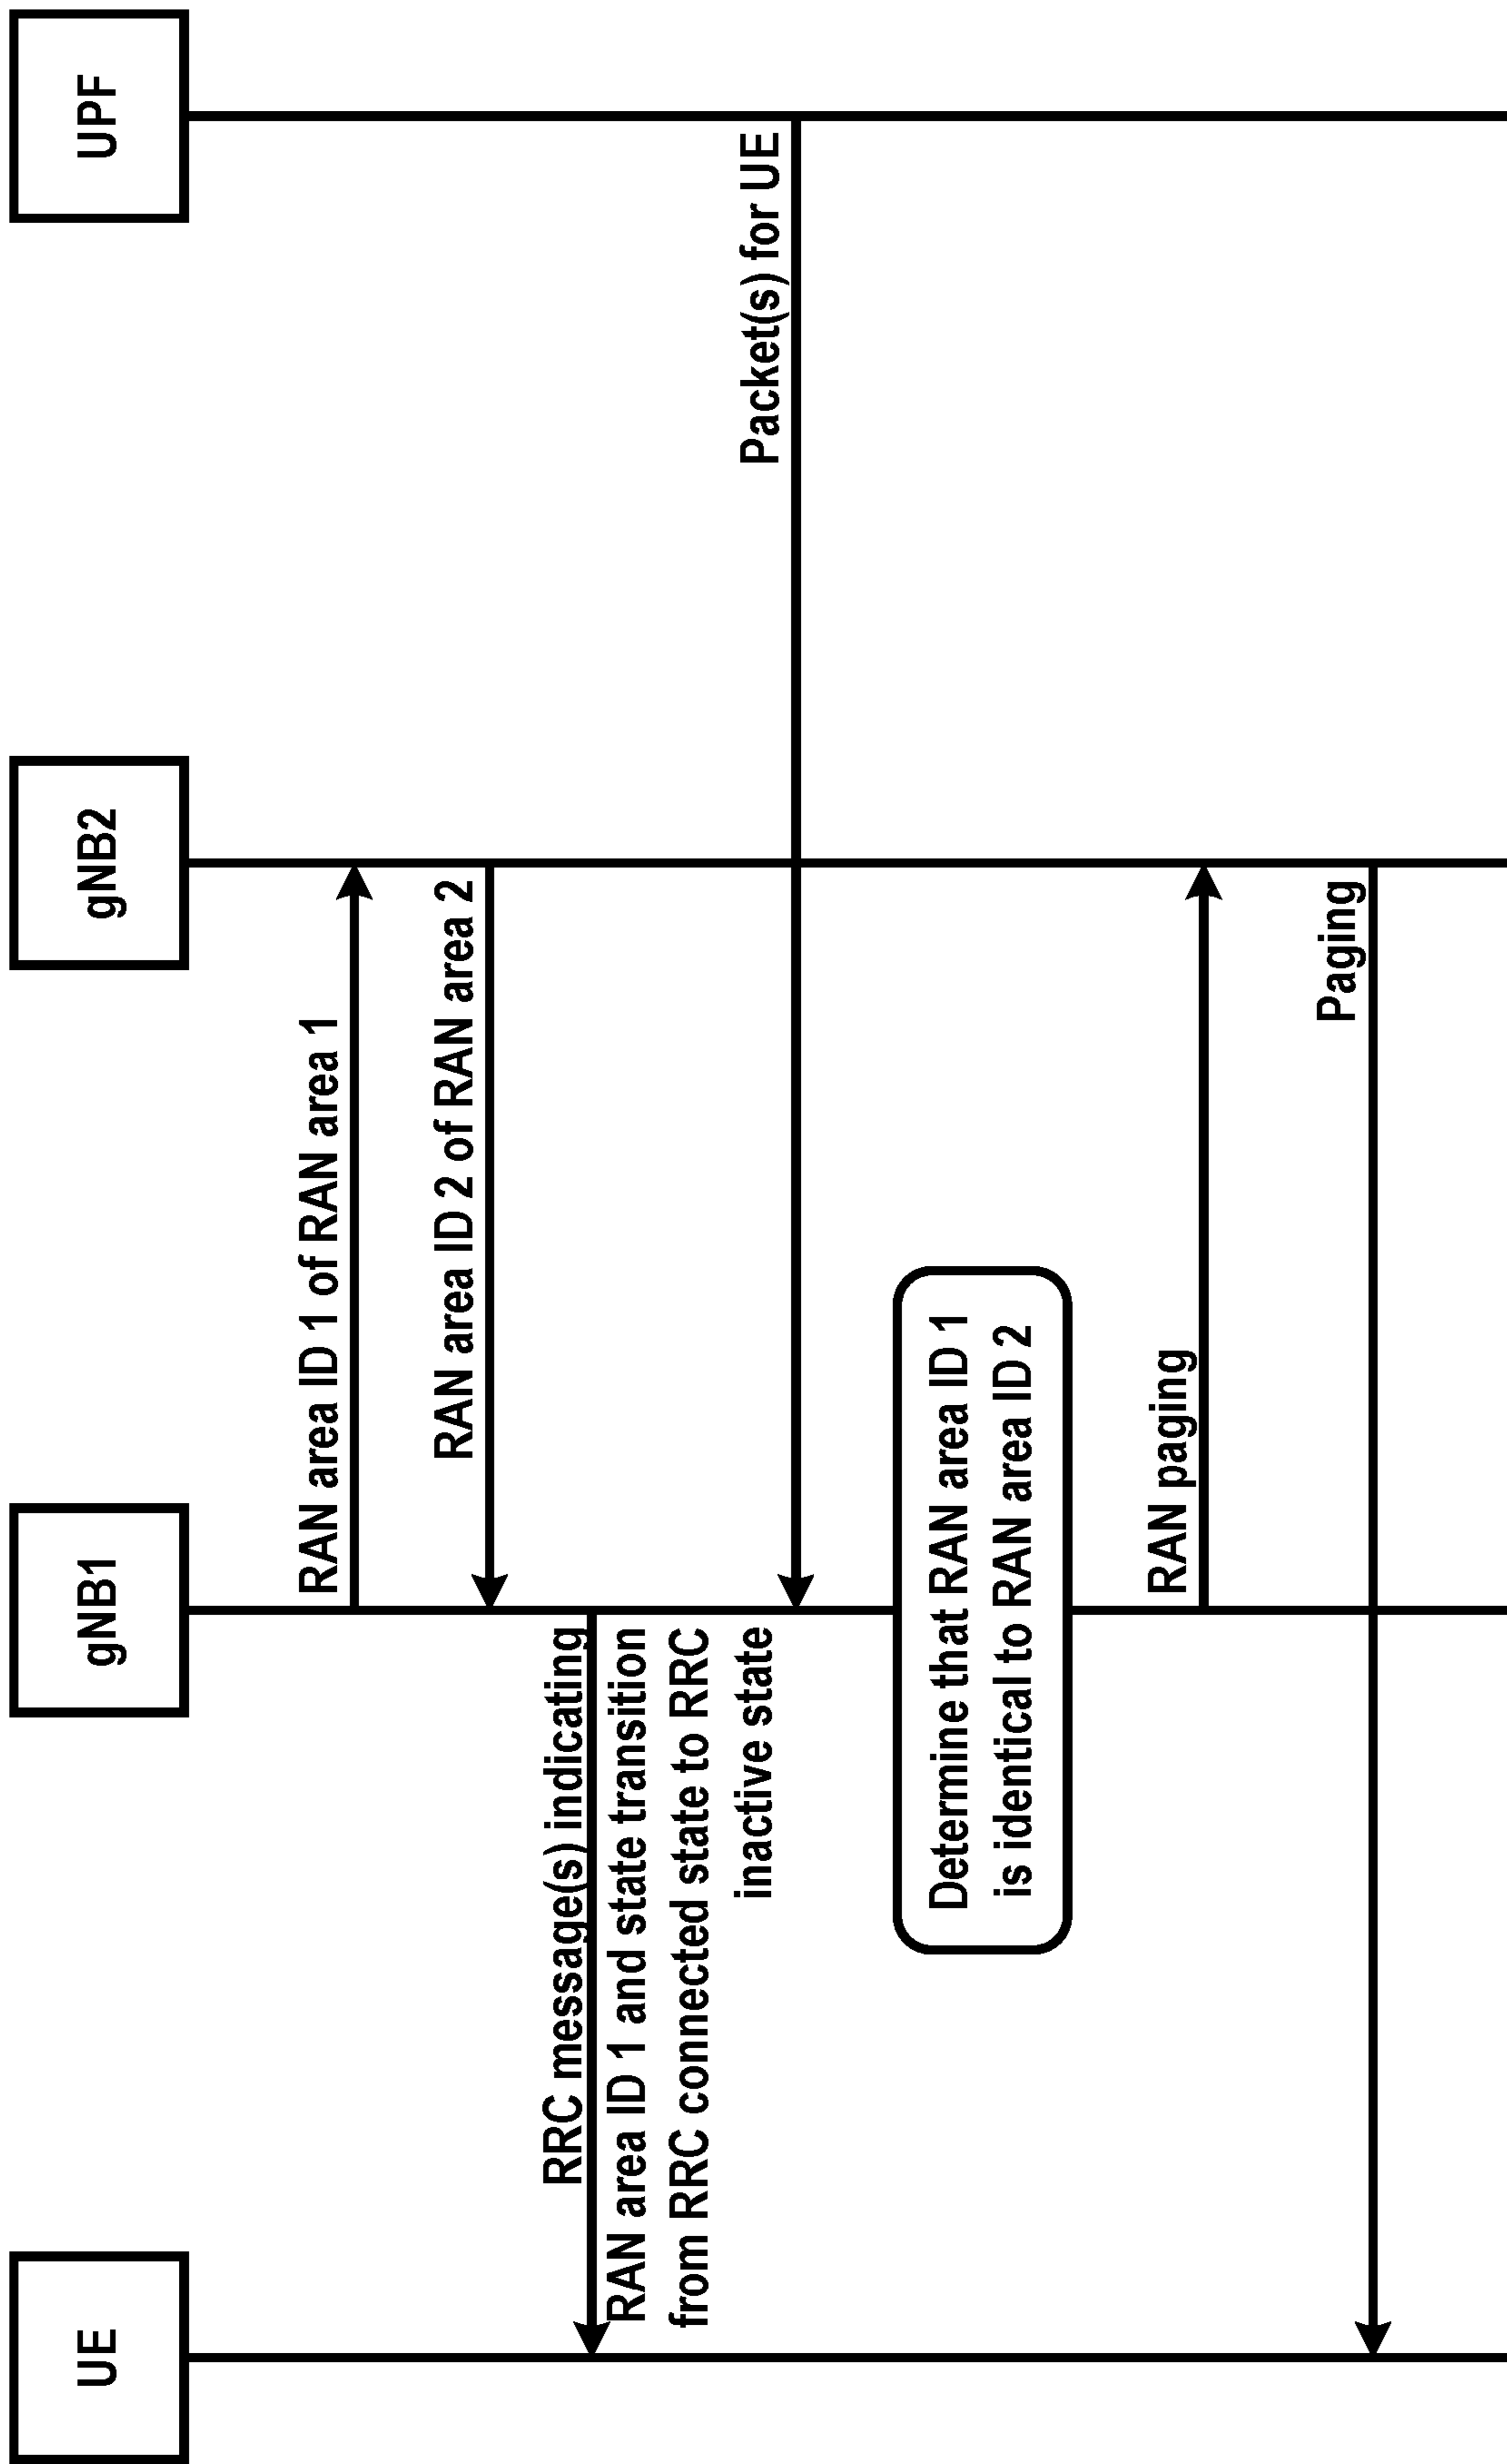 UE
gNB1
gNB2
UPF
RAN area ID 1 of RAN area 1
RAN area ID 2 of RAN area 2
RRC message(s) indicating
RAN area ID 1 and state transition
from RRC connected state to RRC
inactive state
Packet(s) for UE
Determine that RAN area ID 1
is identical to RAN area ID 2
RAN paging
Paging